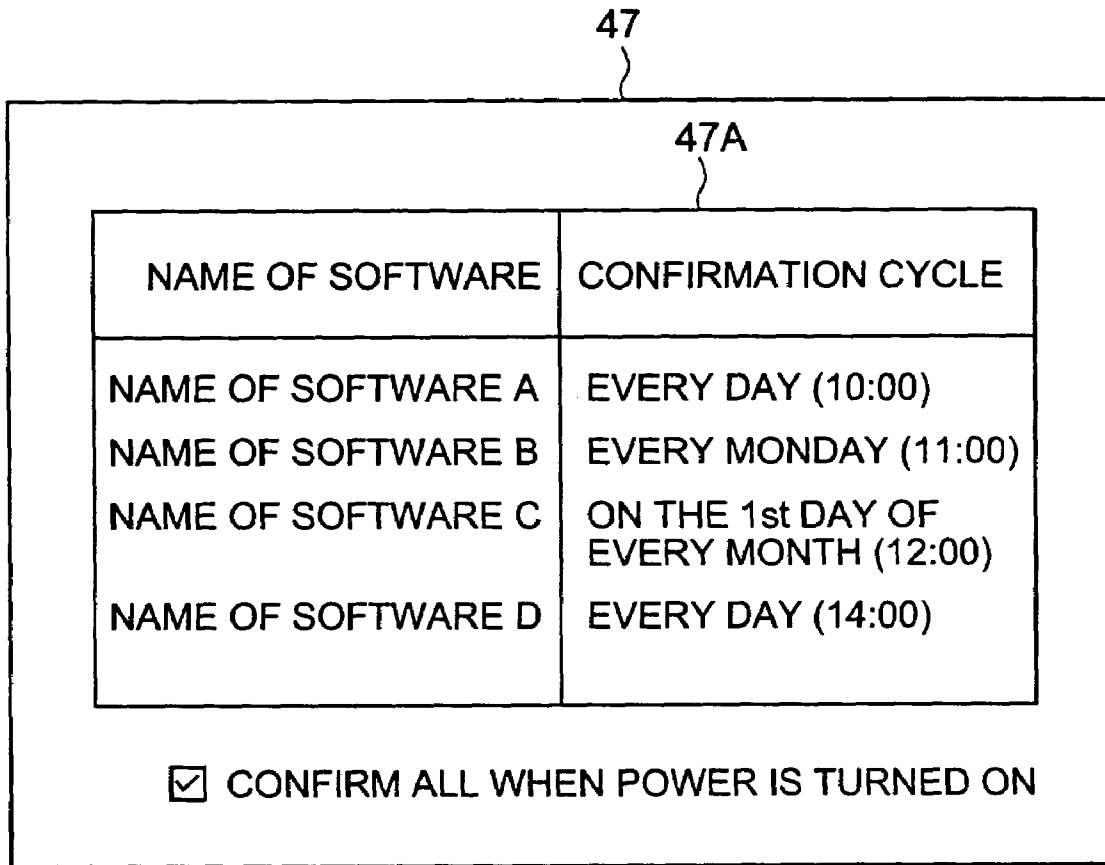 47
47A
NAME OF SOFTWARE CONFIRMATION CYCLE
NAME OF SOFTWARE A EVERY DAY (10:00)
NAME OF SOFTWARE B EVERY MONDAY (11:00)
NAME OF SOFTWARE C ON THE 1st DAY OF
EVERY MONTH (12:00)
NAME OF SOFTWARE D EVERY DAY (14:00)
CONFIRM ALL WHEN POWER IS TURNED ON